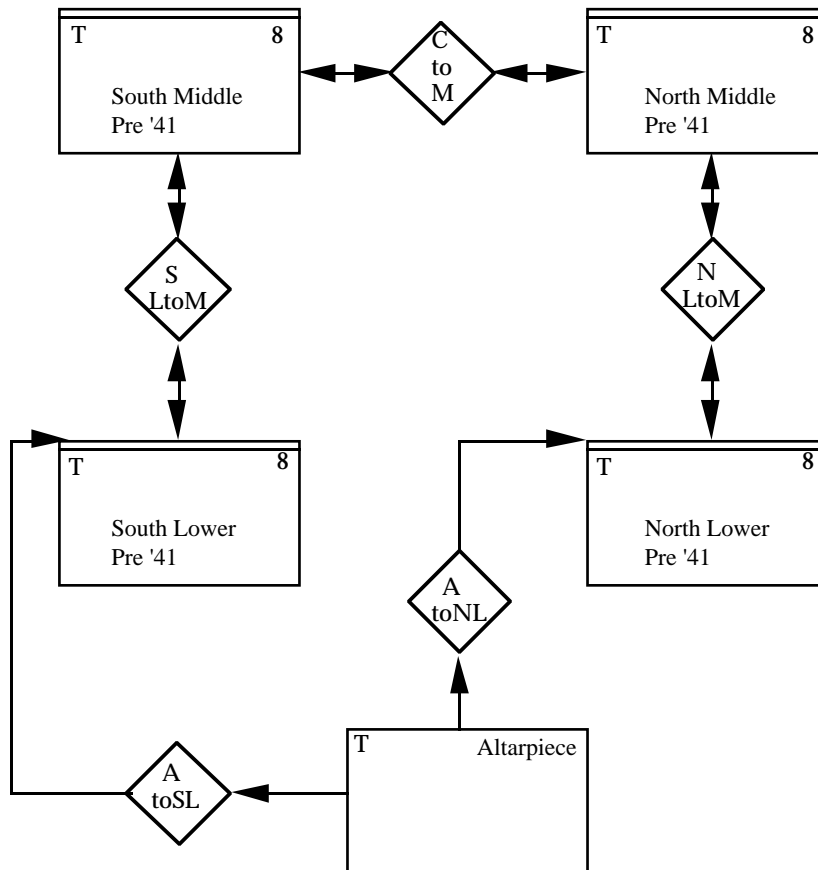 T 8
South Middle
Pre '41
C
to
M
T 8
North Middle
Pre '41
S
LtoM
N
LtoM
T 8
South Lower
Pre '41
T 8
North Lower
Pre '41
A
toNL
T Altarpiece
A
toSL